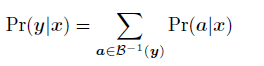 Pr(y|x) = ∑ Pr(a|x)
a∈ℬ⁻¹(y)